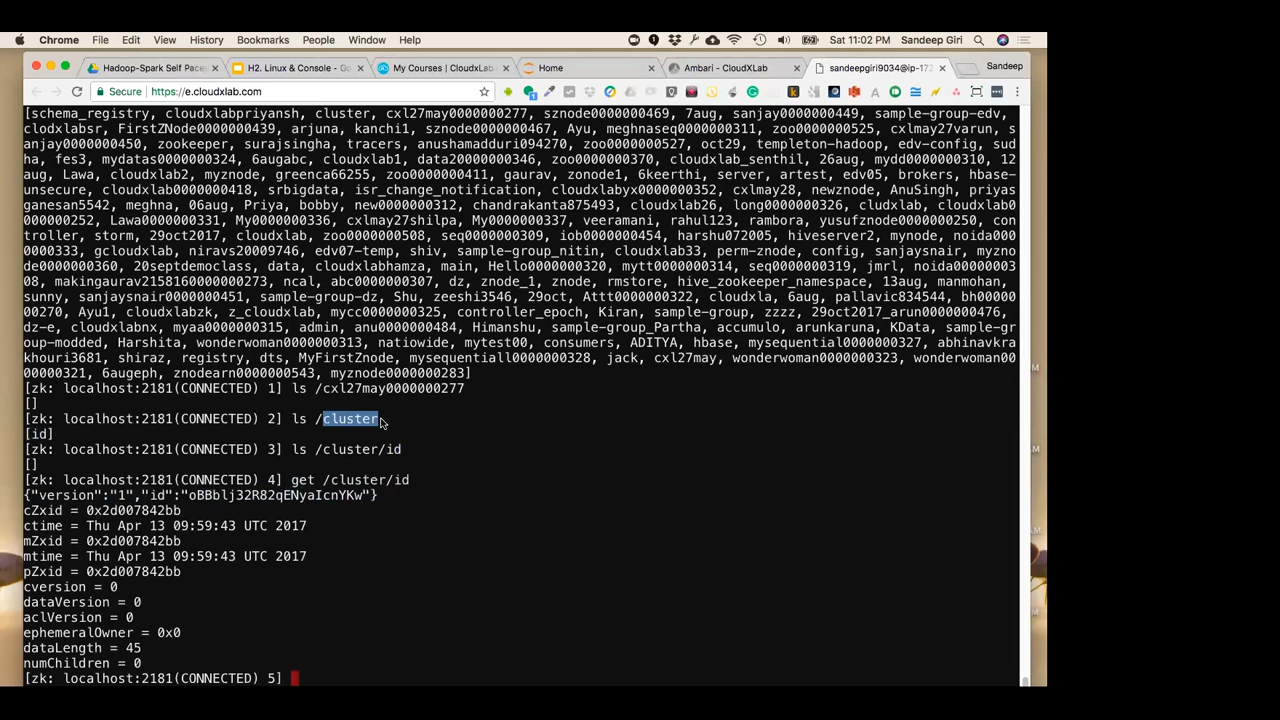 Chrome File Edit View History Bookmarks People Window Help Sat 11:02 PM Sandeep Giri
Hadoop-Spark Self Pace H2. Linux & Console - Go My Courses | CloudxLab Home Ambari - CloudXLab sandeepgiri9034@ip-172 Sandeep
Secure https://e.cloudxlab.com
[schema_registry, cloudxlabpriyansh, cluster, cxl27may0000000277, sznode0000000469, 7aug, sanjay0000000449, sample-group-edv,
clodxlabsr, FirstZNode0000000439, arjuna, kanchi1, sznode0000000467, Ayu, meghnaseq0000000311, zoo0000000525, cxlmay27varun, s
anjay0000000450, zookeeper, surajsingha, tracers, anushamadduri094270, zoo0000000527, oct29, templeton-hadoop, edv-config, sud
ha, fes3, mydatas0000000324, 6augabc, cloudxlab1, data20000000346, zoo0000000370, cloudxlab_senthil, 26aug, mydd0000000310, 12
aug, Lawa, cloudxlab2, myznode, greenca66255, zoo0000000411, gaurav, zonode1, 6keerthi, server, artest, edv05, brokers, hbase-
unsecure, cloudxlab0000000418, srbigdata, isr_change_notification, cloudxlabyx0000000352, cxlmay28, newznode, AnuSingh, priyas
ganesan5542, meghna, 06aug, Priya, bobby, new0000000312, chandrakanta875493, cloudxlab26, long0000000326, cludxlab, cloudxlab0
000000252, Lawa0000000331, My0000000336, cxlmay27shilpa, My0000000337, veeramani, rahul123, rambora, yusufznode0000000250, con
troller, storm, 29oct2017, cloudxlab, zoo0000000508, seq0000000309, iob0000000454, harshu072005, hiveserver2, mynode, noida000
0000333, gcloudxlab, niravs20009746, edv07-temp, shiv, sample-group_nitin, cloudxlab33, perm-znode, config, sanjaysnair, myzno
de0000000360, 20septdemoclass, data, cloudxlabhamza, main, Hello0000000320, mytt0000000314, seq0000000319, jmrl, noida00000003
08, makingaurav2158160000000273, ncal, abc0000000307, dz, znode_1, znode, rmstore, hive_zookeeper_namespace, 13aug, manmohan,
sunny, sanjaysnair0000000451, sample-group-dz, Shu, zeeshi3546, 29oct, Attt0000000322, cloudxla, 6aug, pallavic834544, bh00000
00270, Ayu1, cloudxlabzk, z_cloudxlab, mycc0000000325, controller_epoch, Kiran, sample-group, zzzz, 29oct2017_arun0000000476,
dz-e, cloudxlabnx, myaa0000000315, admin, anu0000000484, Himanshu, sample-group_Partha, accumulo, arunkaruna, KData, sample-gr
oup-modded, Harshita, wonderwoman0000000313, nationwide, mytest00, consumers, ADITYA, hbase, mysequential0000000327, abhinavkra
khouri3681, shiraz, registry, dts, MyFirstZnode, mysequentiall0000000328, jack, cxl27may, wonderwoman0000000323, wonderwoman00
00000321, 6augeph, znodearn0000000543, myznode0000000283]
[zk: localhost:2181(CONNECTED) 1] ls /cxl27may0000000277
[]
[zk: localhost:2181(CONNECTED) 2] ls /cluster
[id]
[zk: localhost:2181(CONNECTED) 3] ls /cluster/id
[]
[zk: localhost:2181(CONNECTED) 4] get /cluster/id
{"version":"1","id":"oBBblj32R82qENyaIcnYKw"}
cZxid = 0x2d007842bb
ctime = Thu Apr 13 09:59:43 UTC 2017
mZxid = 0x2d007842bb
mtime = Thu Apr 13 09:59:43 UTC 2017
pZxid = 0x2d007842bb
cversion = 0
dataVersion = 0
aclVersion = 0
ephemeralOwner = 0x0
dataLength = 45
numChildren = 0
[zk: localhost:2181(CONNECTED) 5]